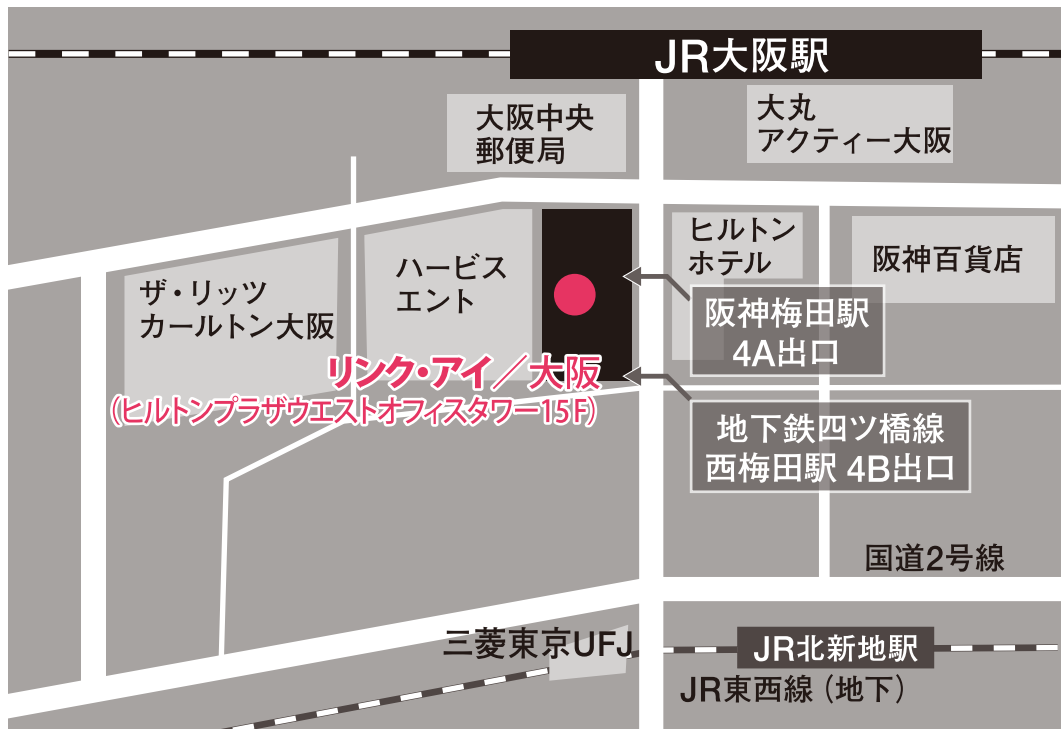 JR大阪駅
大阪中央
郵便局
大丸
アクティー大阪
ヒルトン
ホテル
阪神百貨店
ハービス
エント
ザ・リッツ
カールトン大阪
阪神梅田駅
4A出口
リンク・アイ／大阪
（ヒルトンプラザウエストオフィスタワー15F）
地下鉄四ツ橋線
西梅田駅 4B出口
国道2号線
三菱東京UFJ
JR北新地駅
JR東西線（地下）